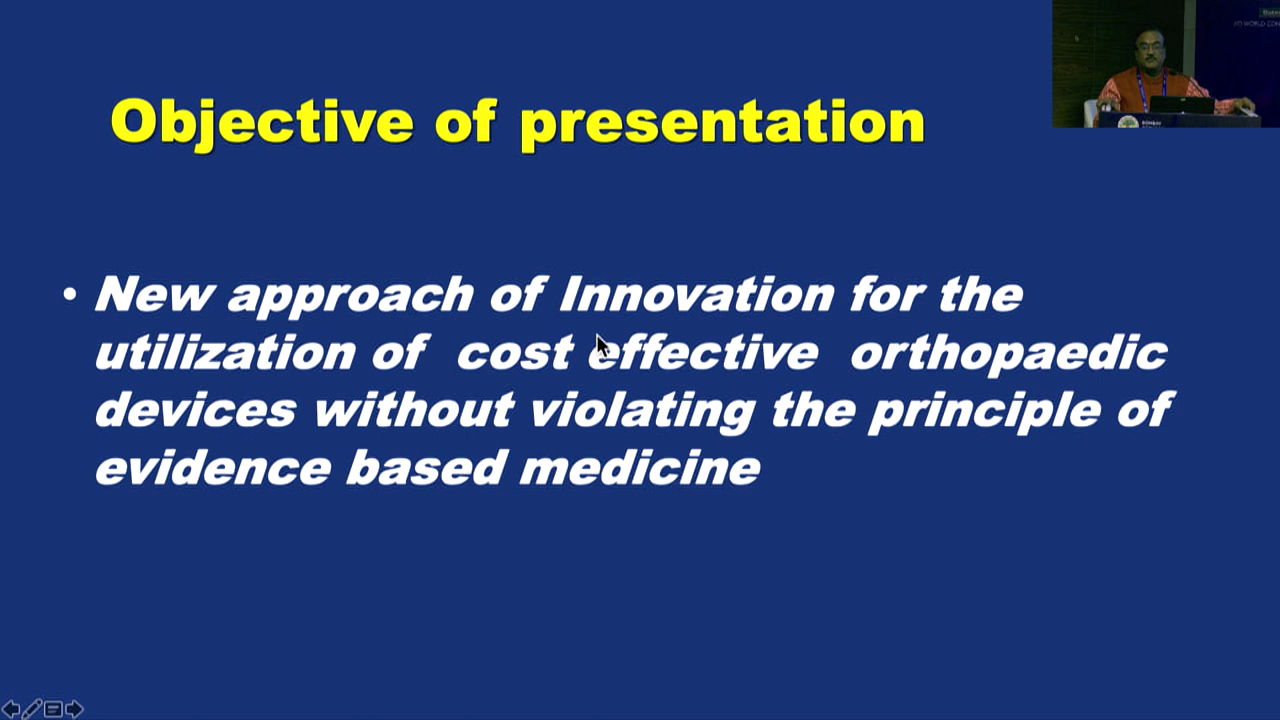 Objective of presentation
• New approach of Innovation for the
utilization of cost effective orthopaedic
devices without violating the principle of
evidence based medicine
BOMBAY